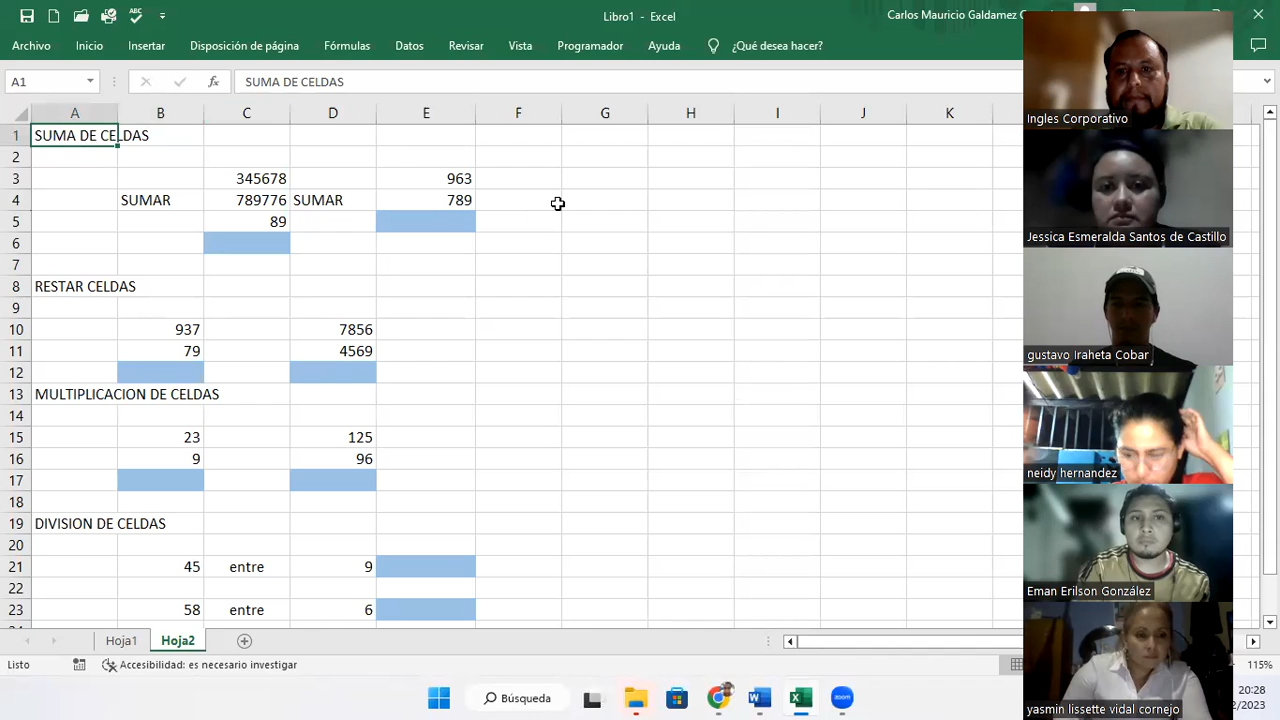 Libro1 - Excel
Carlos Mauricio Galdamez
Archivo Inicio Insertar Disposición de página Fórmulas Datos Revisar Vista Programador Ayuda ¿Qué desea hacer?
A1 fx SUMA DE CELDAS
A B C D E F G H I J K
1 SUMA DE CELDAS
2
3 345678 963
4 SUMAR 789776 SUMAR 789
5 89
6
7
8 RESTAR CELDAS
9
10 937 7856
11 79 4569
12
13 MULTIPLICACION DE CELDAS
14
15 23 125
16 9 96
17
18
19 DIVISION DE CELDAS
20
21 45 entre 9
22
23 58 entre 6
Hoja1 Hoja2
Listo Accesibilidad: es necesario investigar 115%
Búsqueda zoom 20:28
2/2023
Ingles Corporativo
Jessica Esmeralda Santos de Castillo
gustavo Iraheta Cobar
neidy hernandez
Eman Erilson González
yasmin lissette vidal cornejo